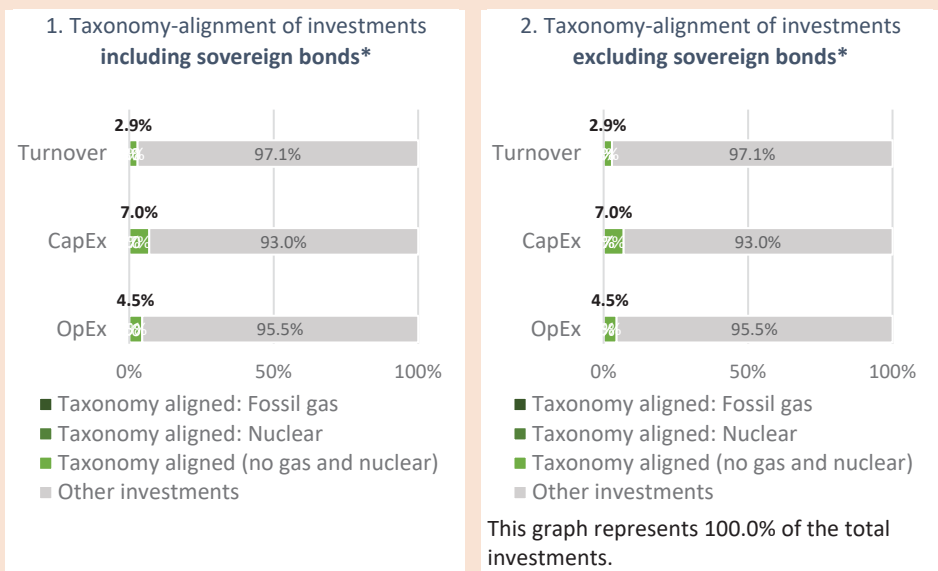 1. Taxonomy-alignment of investments
including sovereign bonds*
2.9%
Turnover
97.1%
7.0%
CapEx
93.0%
4.5%
OpEx
95.5%
0% 50% 100%
■ Taxonomy aligned: Fossil gas
■ Taxonomy aligned: Nuclear
■ Taxonomy aligned (no gas and nuclear)
■ Other investments
2. Taxonomy-alignment of investments
excluding sovereign bonds*
2.9%
Turnover
97.1%
7.0%
CapEx
93.0%
4.5%
OpEx
95.5%
0% 50% 100%
■ Taxonomy aligned: Fossil gas
■ Taxonomy aligned: Nuclear
■ Taxonomy aligned (no gas and nuclear)
■ Other investments
This graph represents 100.0% of the total
investments.